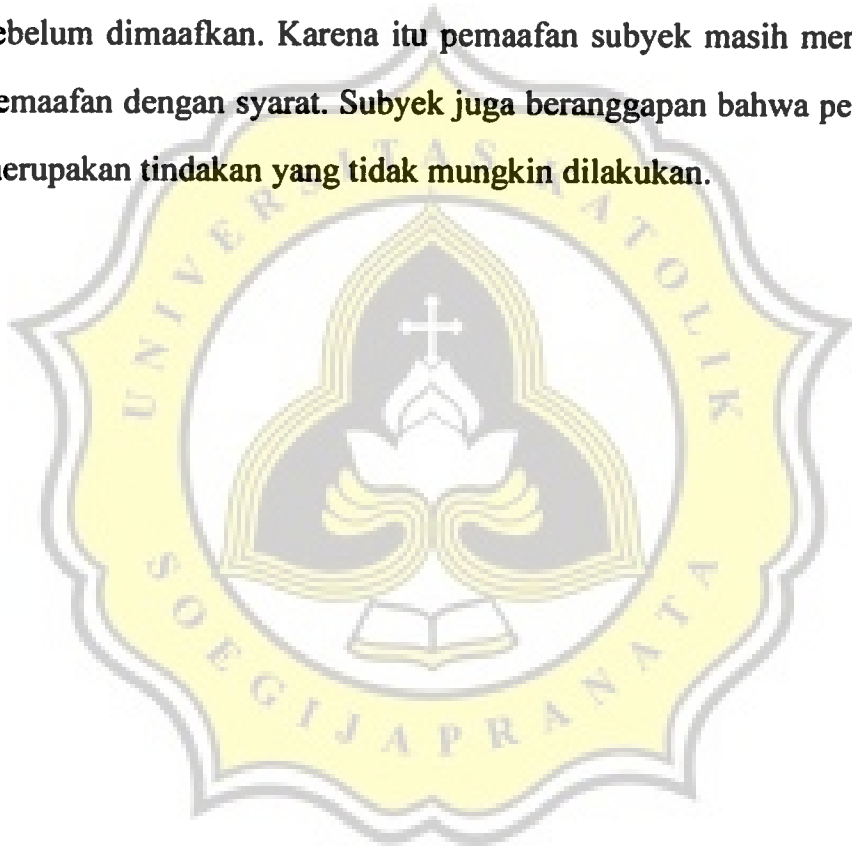 ebelum dimaafkan. Karena itu pemaafan subyek masih mer
emaafan dengan syarat. Subyek juga beranggapan bahwa pe
erupakan tindakan yang tidak mungkin dilakukan.
UNIVERSITAS KATOLIK
SOEGIJAPRANATA